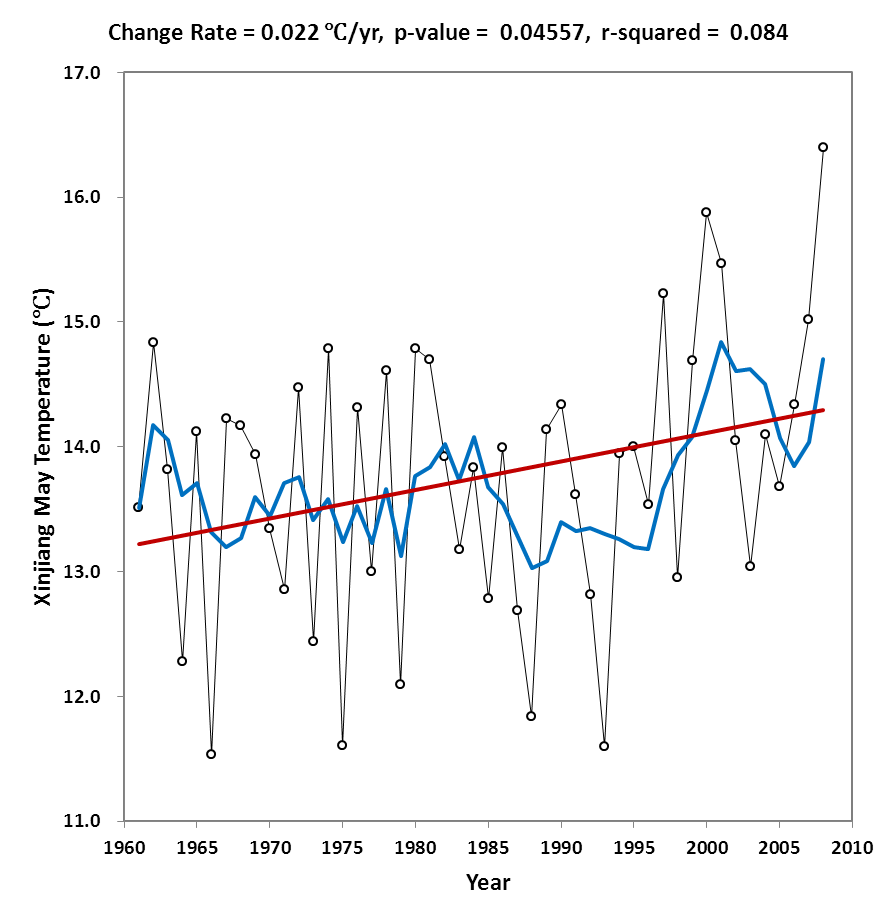 Change Rate = 0.022 ℃/yr, p-value = 0.04557, r-squared = 0.084
17.0
16.0
15.0
14.0
13.0
12.0
11.0
Xinjiang May Temperature (℃)
1960 1965 1970 1975 1980 1985 1990 1995 2000 2005 2010
Year